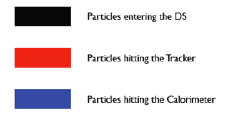 Particles entering the DS
Particles hitting the Tracker
Particles hitting the Calorimeter